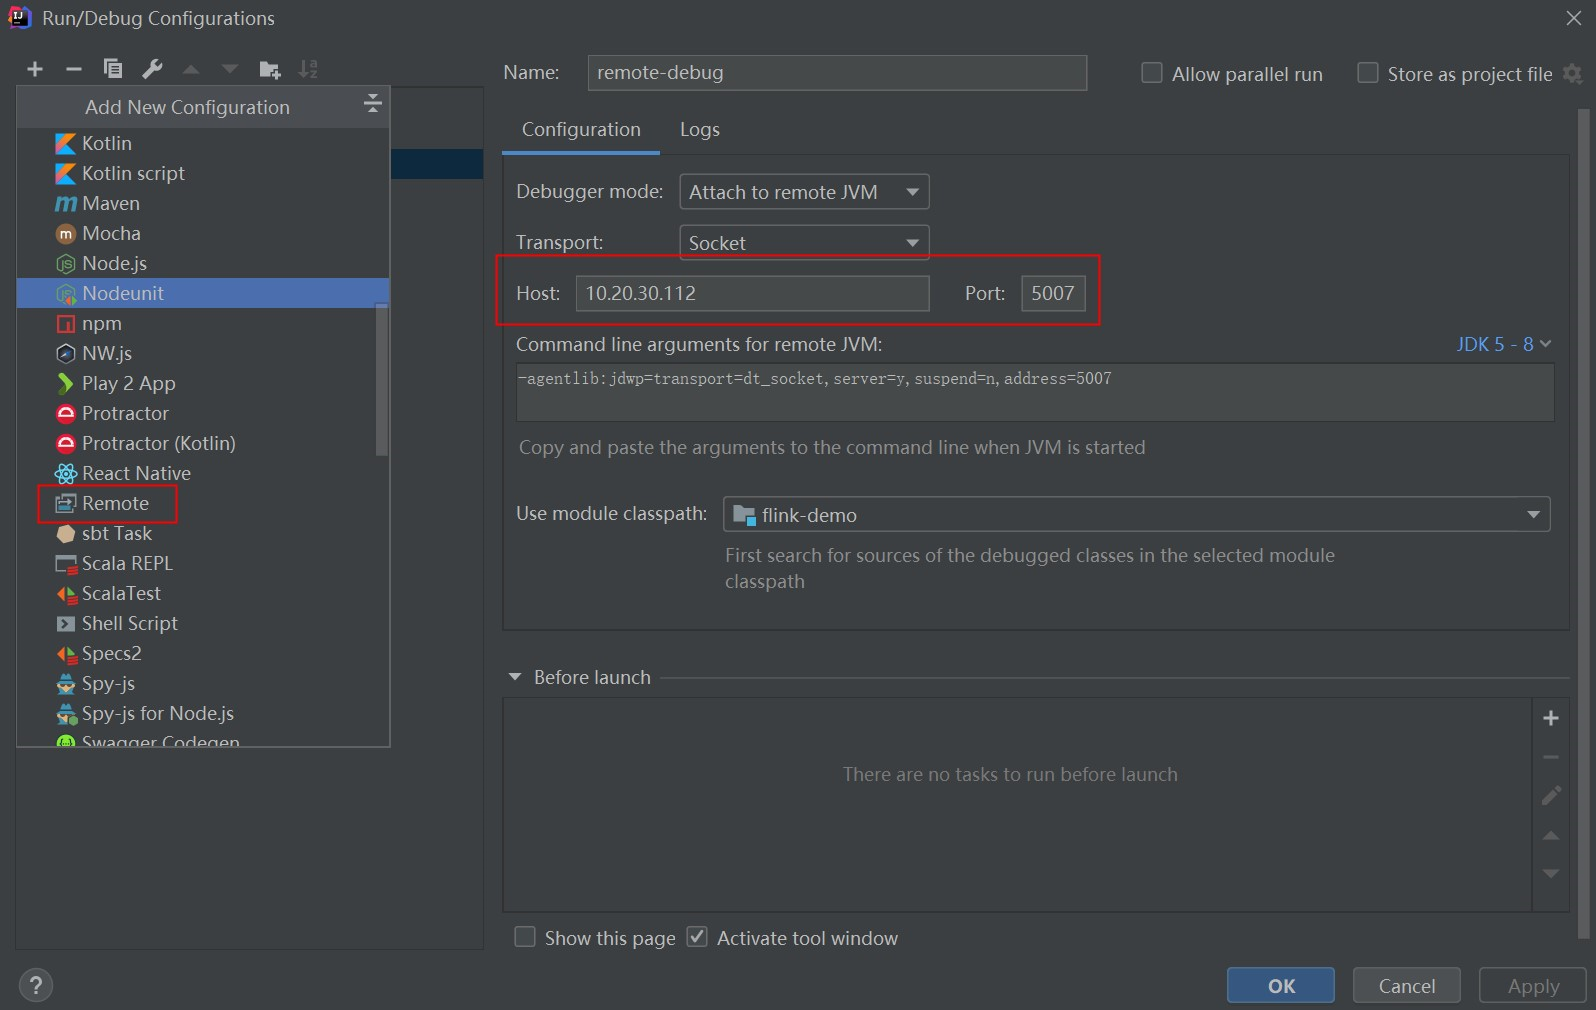 Run/Debug Configurations
Name: remote-debug Allow parallel run Store as project file
Add New Configuration
Kotlin
Kotlin script
Maven
Mocha
Node.js
Nodeunit
npm
NW.js
Play 2 App
Protractor
Protractor (Kotlin)
React Native
Remote
sbt Task
Scala REPL
ScalaTest
Shell Script
Specs2
Spy-js
Spy-js for Node.js
Swagger Codegen
Configuration Logs
Debugger mode: Attach to remote JVM
Transport: Socket
Host: 10.20.30.112 Port: 5007
Command line arguments for remote JVM: JDK 5 - 8
-agentlib:jdwp=transport=dt_socket,server=y,suspend=n,address=5007
Copy and paste the arguments to the command line when JVM is started
Use module classpath: flink-demo
First search for sources of the debugged classes in the selected module
classpath
Before launch
There are no tasks to run before launch
Show this page Activate tool window
? OK Cancel Apply